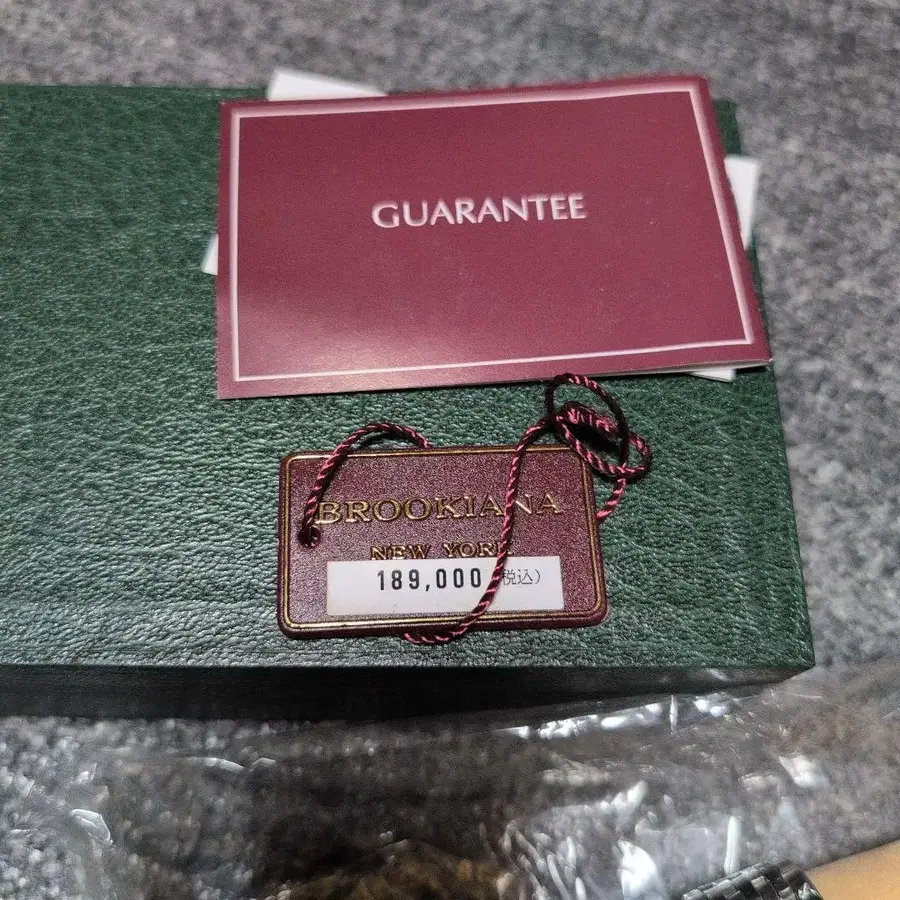 GUARANTEE
BROOKIANA
NEW YORK
189,000 (税込)